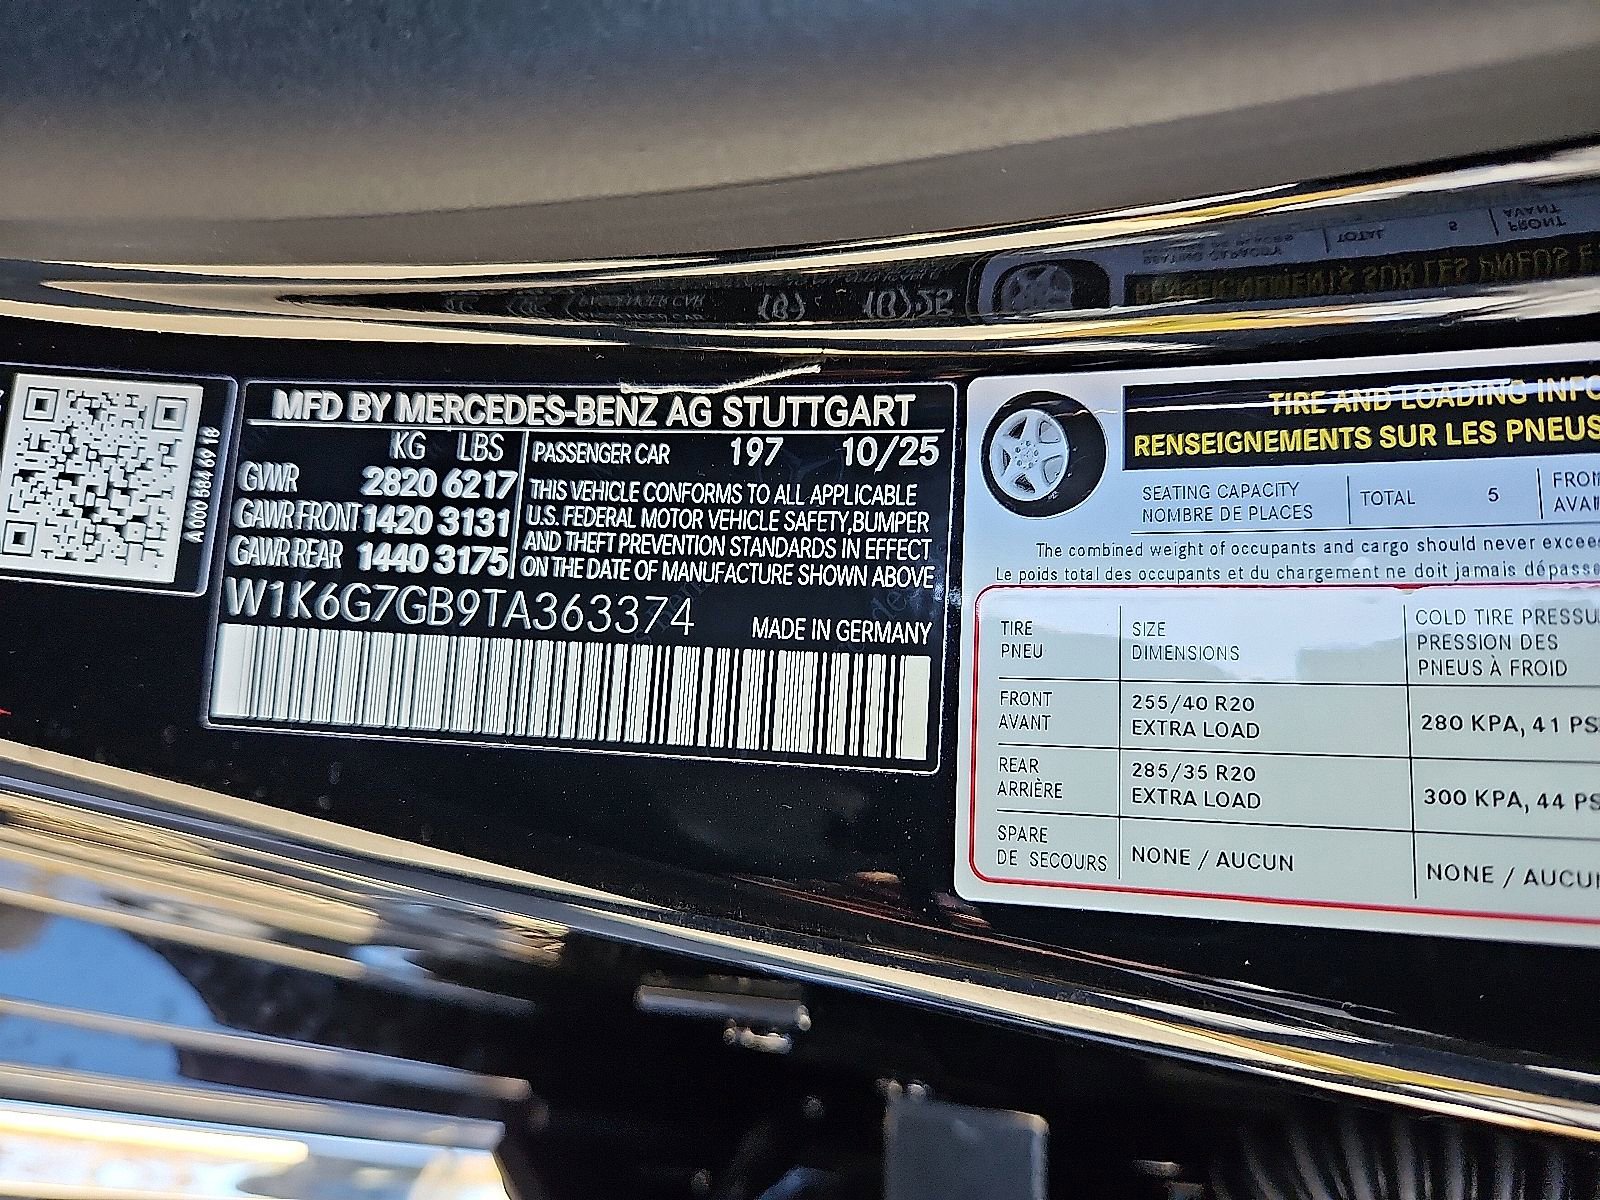 A 000 584 69 18
MFD BY MERCEDES-BENZ AG STUTTGART
KG LBS
GVWR 2820 6217
GAWR FRONT 1420 3131
GAWR REAR 1440 3175
PASSENGER CAR 197 10/25
THIS VEHICLE CONFORMS TO ALL APPLICABLE
U.S. FEDERAL MOTOR VEHICLE SAFETY, BUMPER
AND THEFT PREVENTION STANDARDS IN EFFECT
ON THE DATE OF MANUFACTURE SHOWN ABOVE
W1K6G7GB9TA363374
MADE IN GERMANY
TIRE AND LOADING INFO
RENSEIGNEMENTS SUR LES PNEUS
SEATING CAPACITY
NOMBRE DE PLACES
TOTAL 5
FRON
AVAN
The combined weight of occupants and cargo should never excee
Le poids total des occupants et du chargement ne doit jamais dépasse
TIRE
PNEU
SIZE
DIMENSIONS
COLD TIRE PRESSU
PRESSION DES
PNEUS À FROID
FRONT
AVANT
255/40 R20
EXTRA LOAD
280 KPA, 41 PS
REAR
ARRIÈRE
285/35 R20
EXTRA LOAD
300 KPA, 44 PS
SPARE
DE SECOURS
NONE / AUCUN
NONE / AUCUN